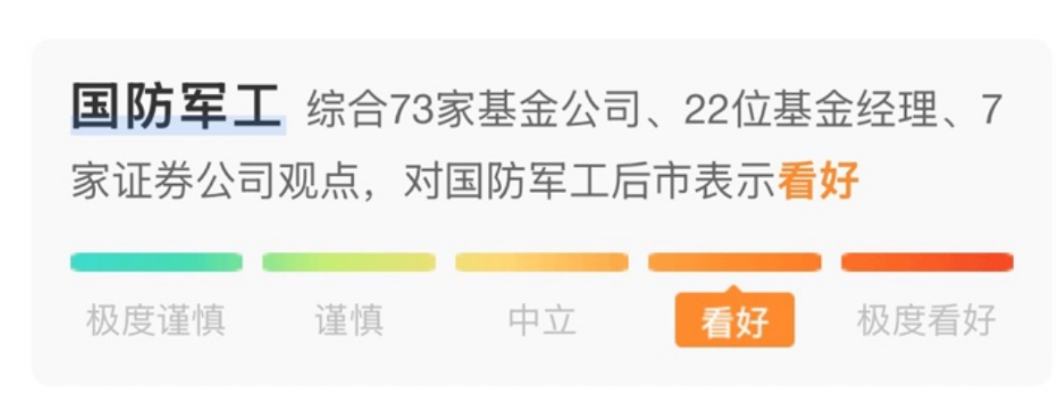 国防军工 综合73家基金公司、22位基金经理、7
家证券公司观点，对国防军工后市表示看好
极度谨慎 谨慎 中立 看好 极度看好